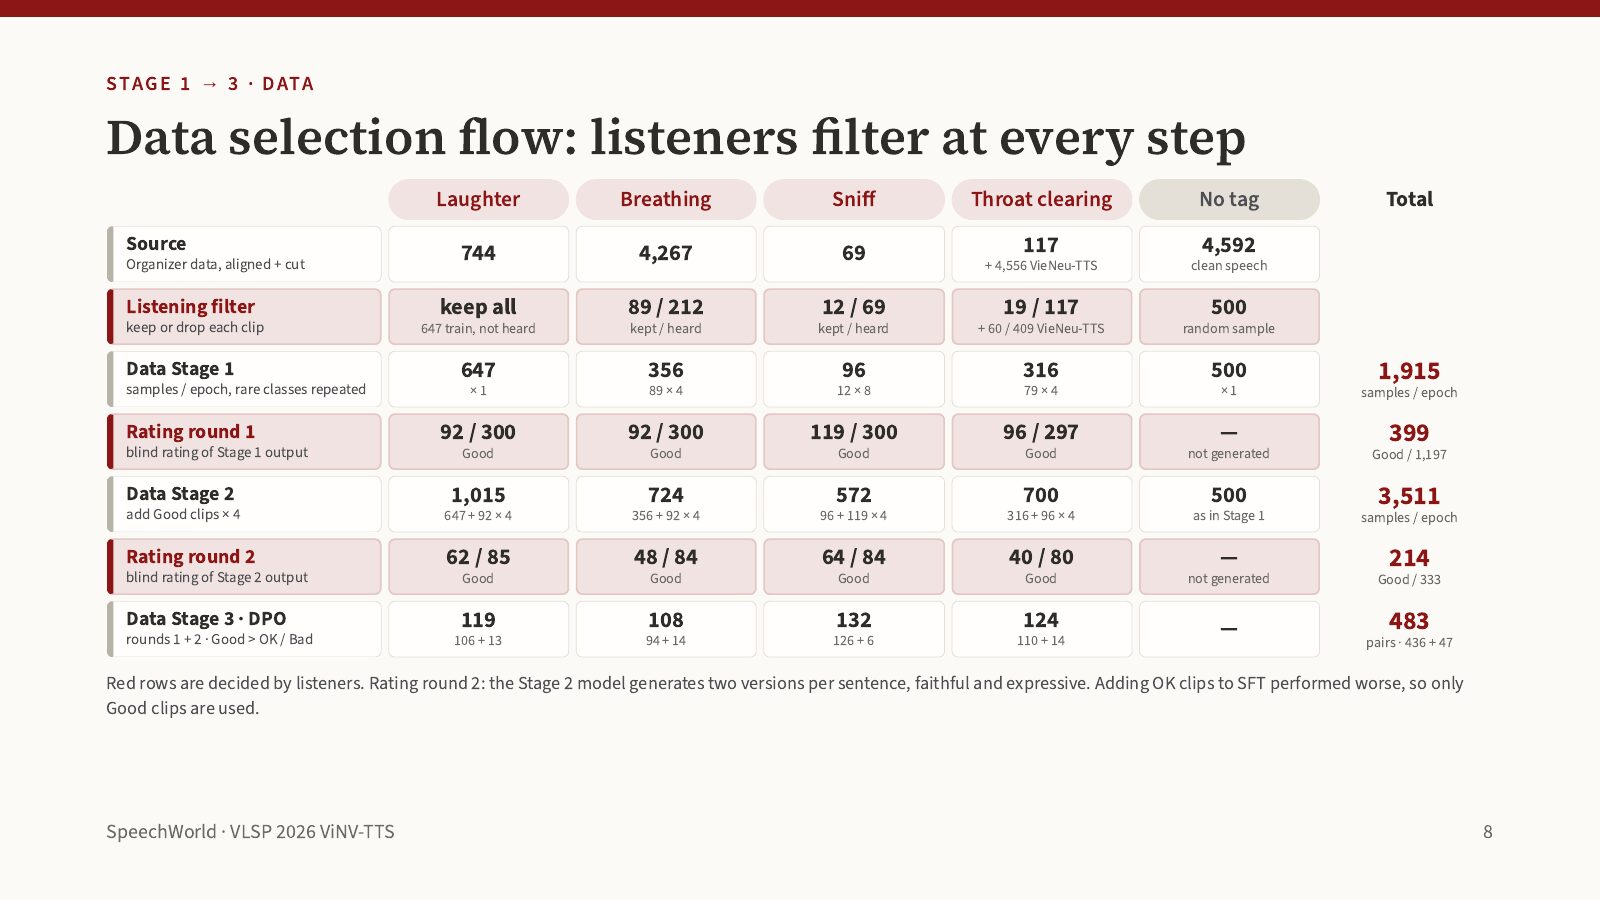 STAGE 1 → 3 · DATA
Data selection flow: listeners filter at every step
Laughter Breathing Sniff Throat clearing No tag Total
Source 744 4,267 69 117 4,592
Organizer data, aligned + cut + 4,556 VieNeu-TTS clean speech
Listening filter keep all 89 / 212 12 / 69 19 / 117 500
keep or drop each clip 647 train, not heard kept / heard kept / heard + 60 / 409 VieNeu-TTS random sample
Data Stage 1 647 356 96 316 500 1,915
samples / epoch, rare classes repeated × 1 89 × 4 12 × 8 79 × 4 × 1 samples / epoch
Rating round 1 92 / 300 92 / 300 119 / 300 96 / 297 — 399
blind rating of Stage 1 output Good Good Good Good not generated Good / 1,197
Data Stage 2 1,015 724 572 700 500 3,511
add Good clips × 4 647 + 92 × 4 356 + 92 × 4 96 + 119 × 4 316 + 96 × 4 as in Stage 1 samples / epoch
Rating round 2 62 / 85 48 / 84 64 / 84 40 / 80 — 214
blind rating of Stage 2 output Good Good Good Good not generated Good / 333
Data Stage 3 · DPO 119 108 132 124 — 483
rounds 1 + 2 · Good > OK / Bad 106 + 13 94 + 14 126 + 6 110 + 14 pairs · 436 + 47
Red rows are decided by listeners. Rating round 2: the Stage 2 model generates two versions per sentence, faithful and expressive. Adding OK clips to SFT performed worse, so only
Good clips are used.
SpeechWorld · VLSP 2026 ViNV-TTS 8